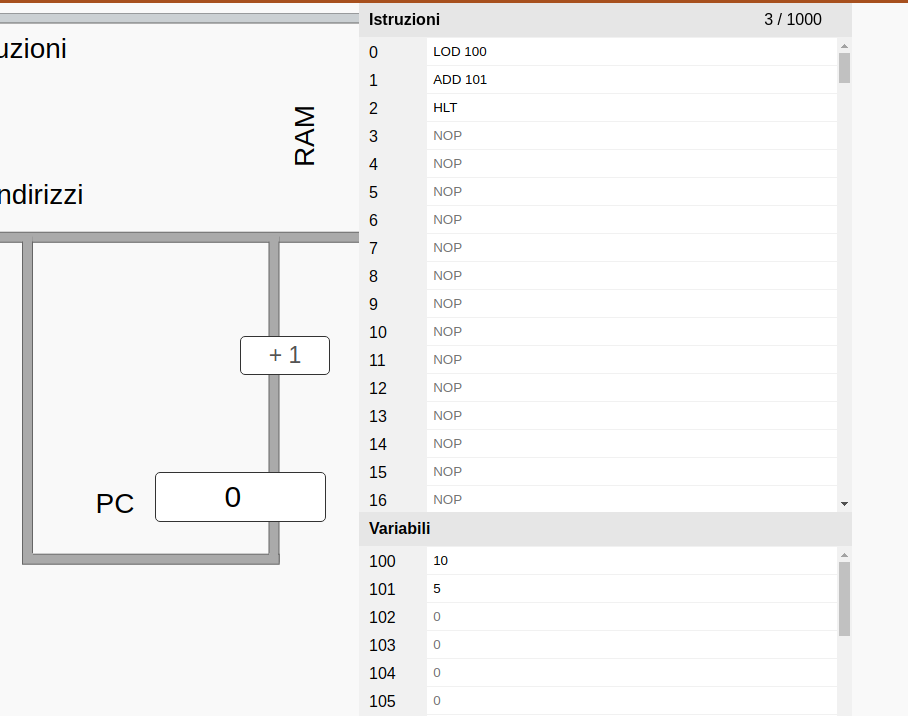 Istruzioni 3 / 1000
uzioni
RAM
ndirizzi
+ 1
PC 0
0 LOD 100
1 ADD 101
2 HLT
3 NOP
4 NOP
5 NOP
6 NOP
7 NOP
8 NOP
9 NOP
10 NOP
11 NOP
12 NOP
13 NOP
14 NOP
15 NOP
16 NOP
Variabili
100 10
101 5
102 0
103 0
104 0
105 0